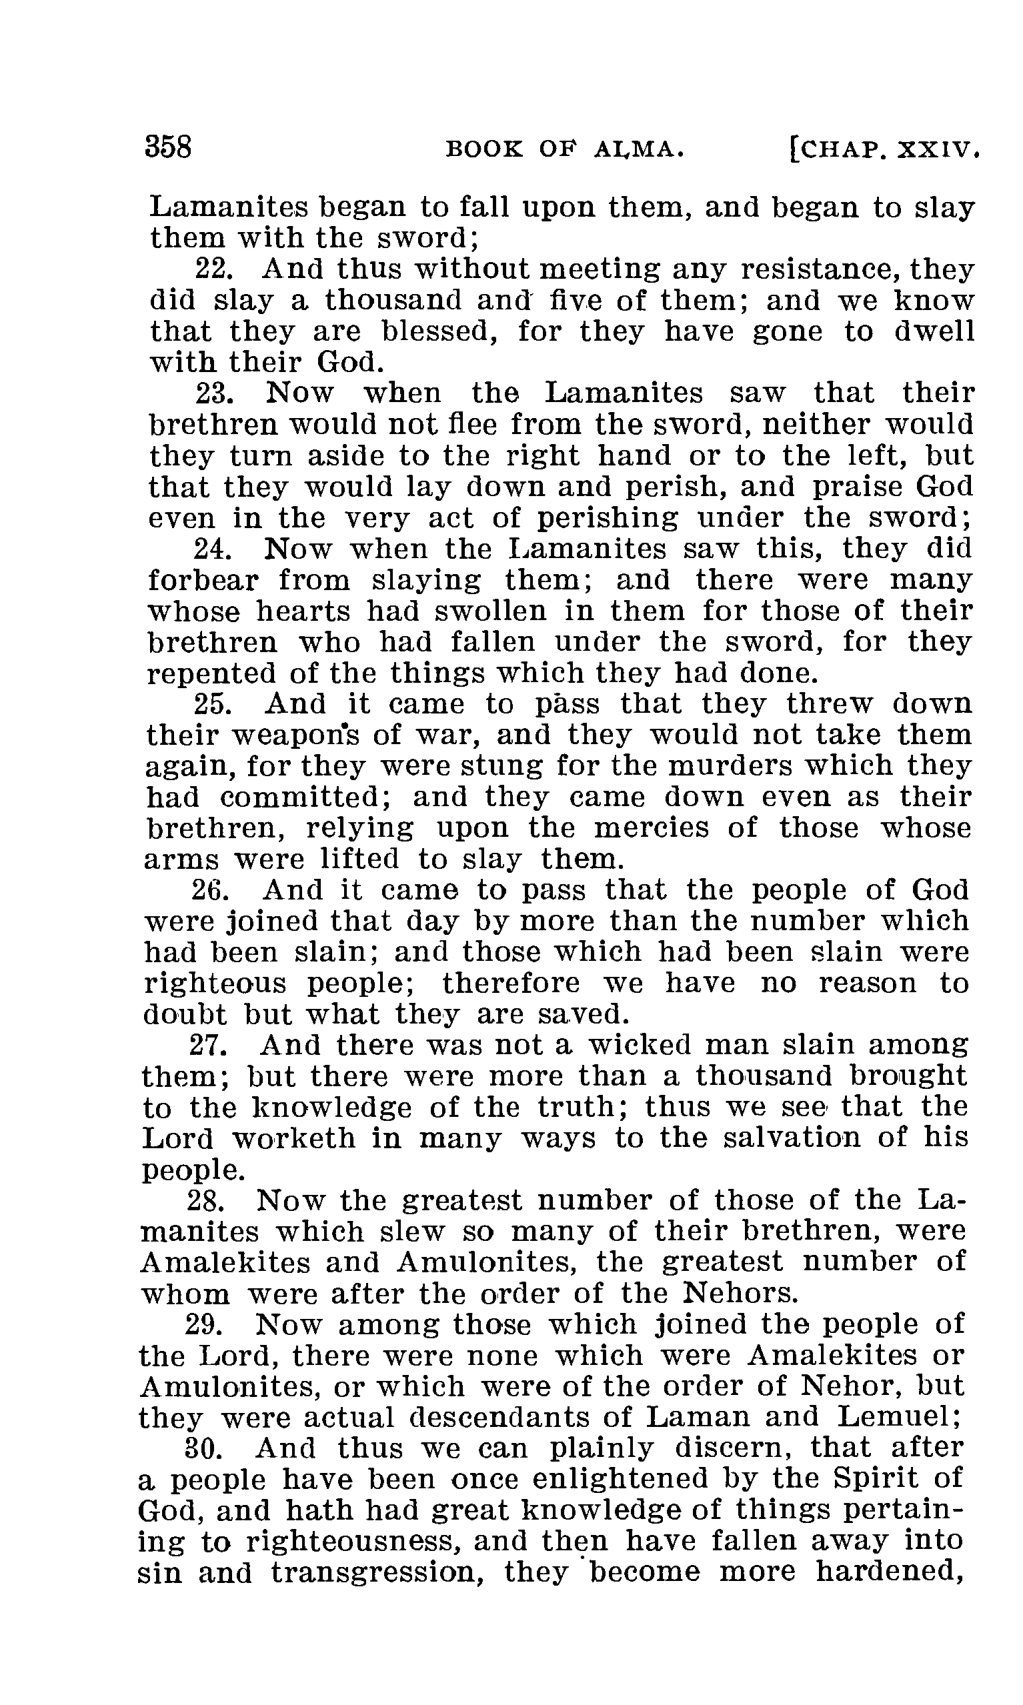 358 BOOK OF ALMA. [CHAP. XXIV.
Lamanites began to fall upon them, and began to slay
them with the sword;
22. And thus without meeting any resistance, they
did slay a thousand and five of them; and we know
that they are blessed, for they have gone to dwell
with their God.
23. Now when the Lamanites saw that their
brethren would not flee from the sword, neither would
they turn aside to the right hand or to the left, but
that they would lay down and perish, and praise God
even in the very act of perishing under the sword;
24. Now when the Lamanites saw this, they did
forbear from slaying them; and there were many
whose hearts had swollen in them for those of their
brethren who had fallen under the sword, for they
repented of the things which they had done.
25. And it came to pass that they threw down
their weapons of war, and they would not take them
again, for they were stung for the murders which they
had committed; and they came down even as their
brethren, relying upon the mercies of those whose
arms were lifted to slay them.
26. And it came to pass that the people of God
were joined that day by more than the number which
had been slain; and those which had been slain were
righteous people; therefore we have no reason to
doubt but what they are saved.
27. And there was not a wicked man slain among
them; but there were more than a thousand brought
to the knowledge of the truth; thus we see that the
Lord worketh in many ways to the salvation of his
people.
28. Now the greatest number of those of the La-
manites which slew so many of their brethren, were
Amalekites and Amulonites, the greatest number of
whom were after the order of the Nehors.
29. Now among those which joined the people of
the Lord, there were none which were Amalekites or
Amulonites, or which were of the order of Nehor, but
they were actual descendants of Laman and Lemuel;
30. And thus we can plainly discern, that after
a people have been once enlightened by the Spirit of
God, and hath had great knowledge of things pertain-
ing to righteousness, and then have fallen away into
sin and transgression, they become more hardened,